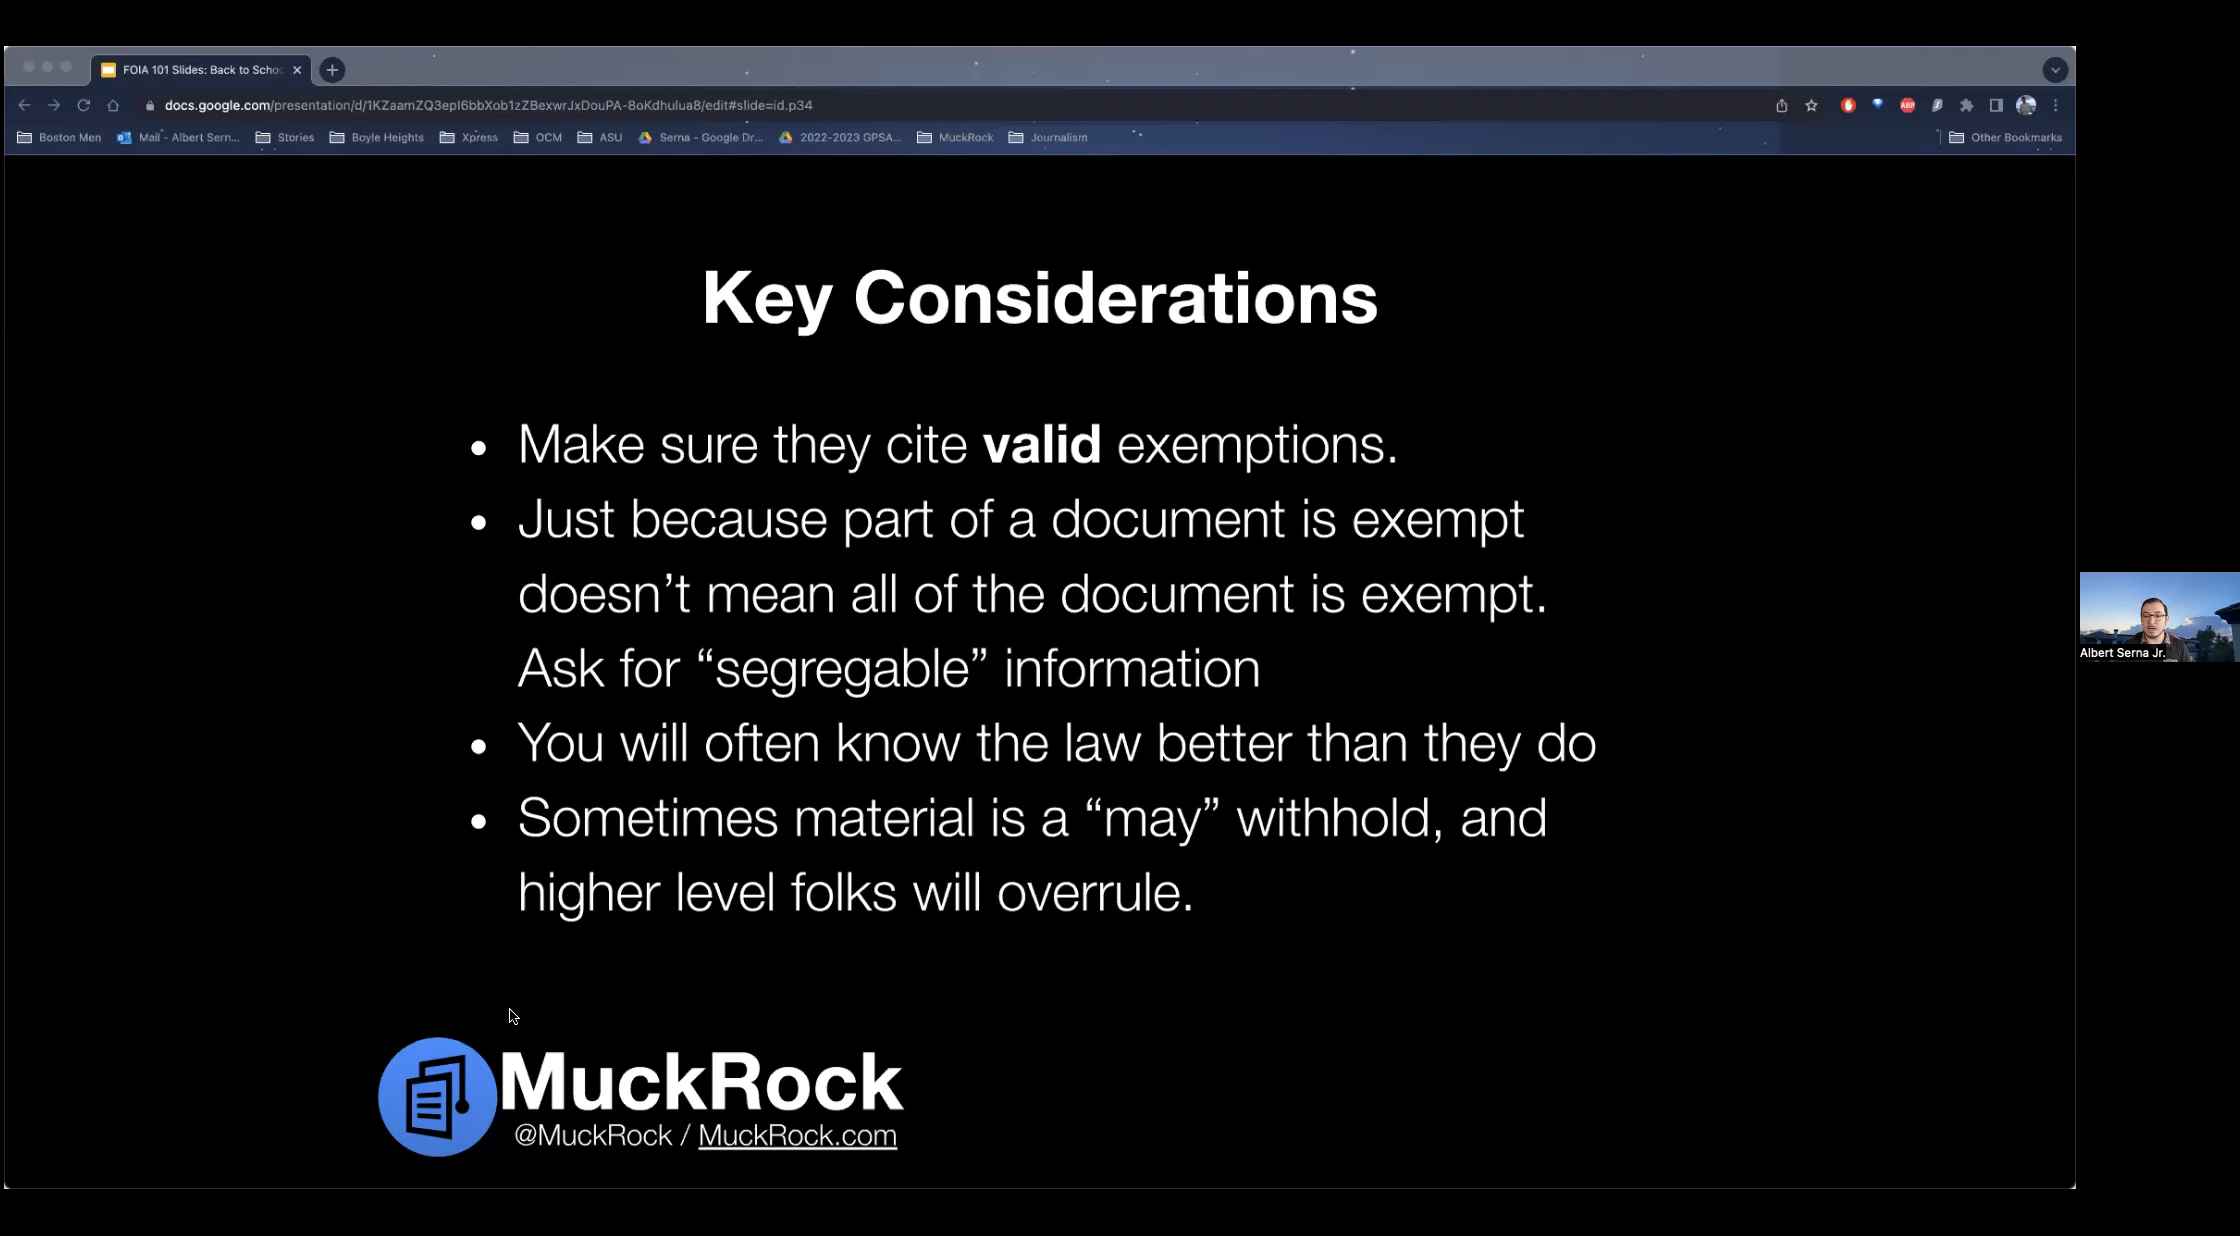 FOIA 101 Slides: Back to Schoo
docs.google.com/presentation/d/1KZaamZQ3epI6bbXob1zZBexwrJxDouPA-8oKdhulua8/edit#slide=id.p34
ABP
Boston Men Mail - Albert Sern... Stories Boyle Heights Xpress OCM ASU Serna - Google Dr... 2022-2023 GPSA... MuckRock Journalism Other Bookmarks
Key Considerations
• Make sure they cite valid exemptions.
• Just because part of a document is exempt
doesn’t mean all of the document is exempt.
Ask for “segregable” information
• You will often know the law better than they do
• Sometimes material is a “may” withhold, and
higher level folks will overrule.
Albert Serna Jr.
MuckRock
@MuckRock / MuckRock.com